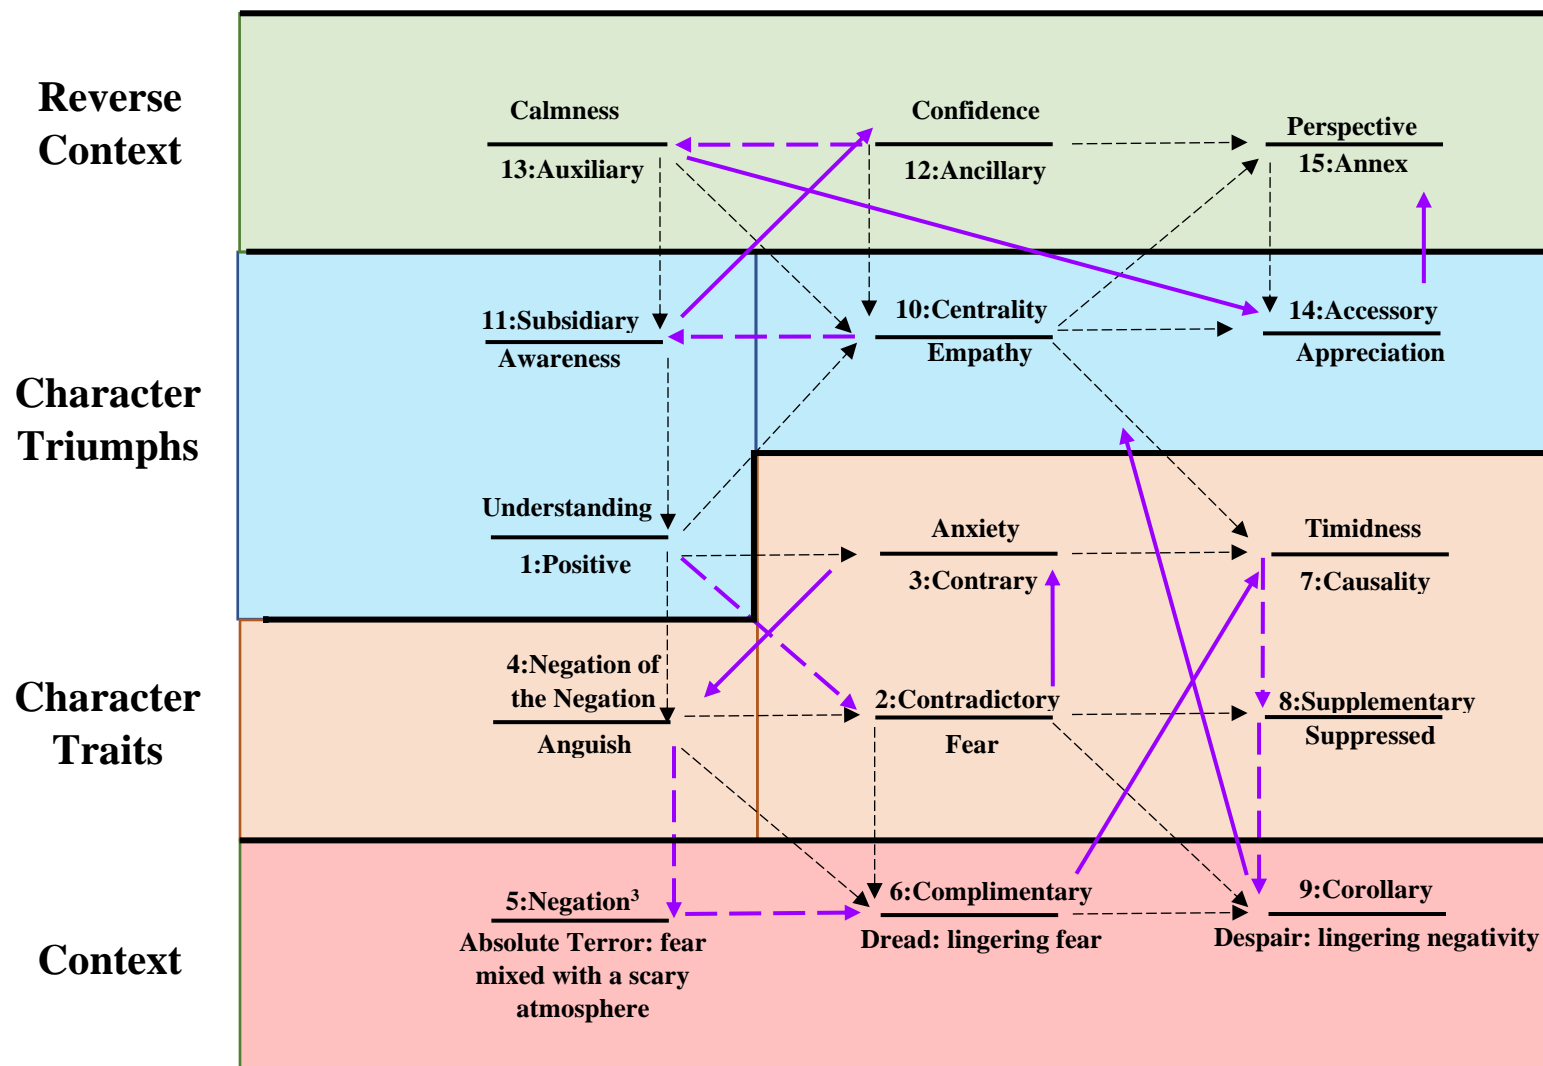 Reverse
Context
Calmness
13:Auxiliary
Confidence
12:Ancillary
Perspective
15:Annex
Character
Triumphs
11:Subsidiary
Awareness
10:Centrality
Empathy
14:Accessory
Appreciation
Understanding
1:Positive
Anxiety
3:Contrary
Timidness
7:Causality
Character
Traits
4:Negation of
the Negation
Anguish
2:Contradictory
Fear
8:Supplementary
Suppressed
Context
5:Negation³
Absolute Terror: fear
mixed with a scary
atmosphere
6:Complimentary
Dread: lingering fear
9:Corollary
Despair: lingering negativity